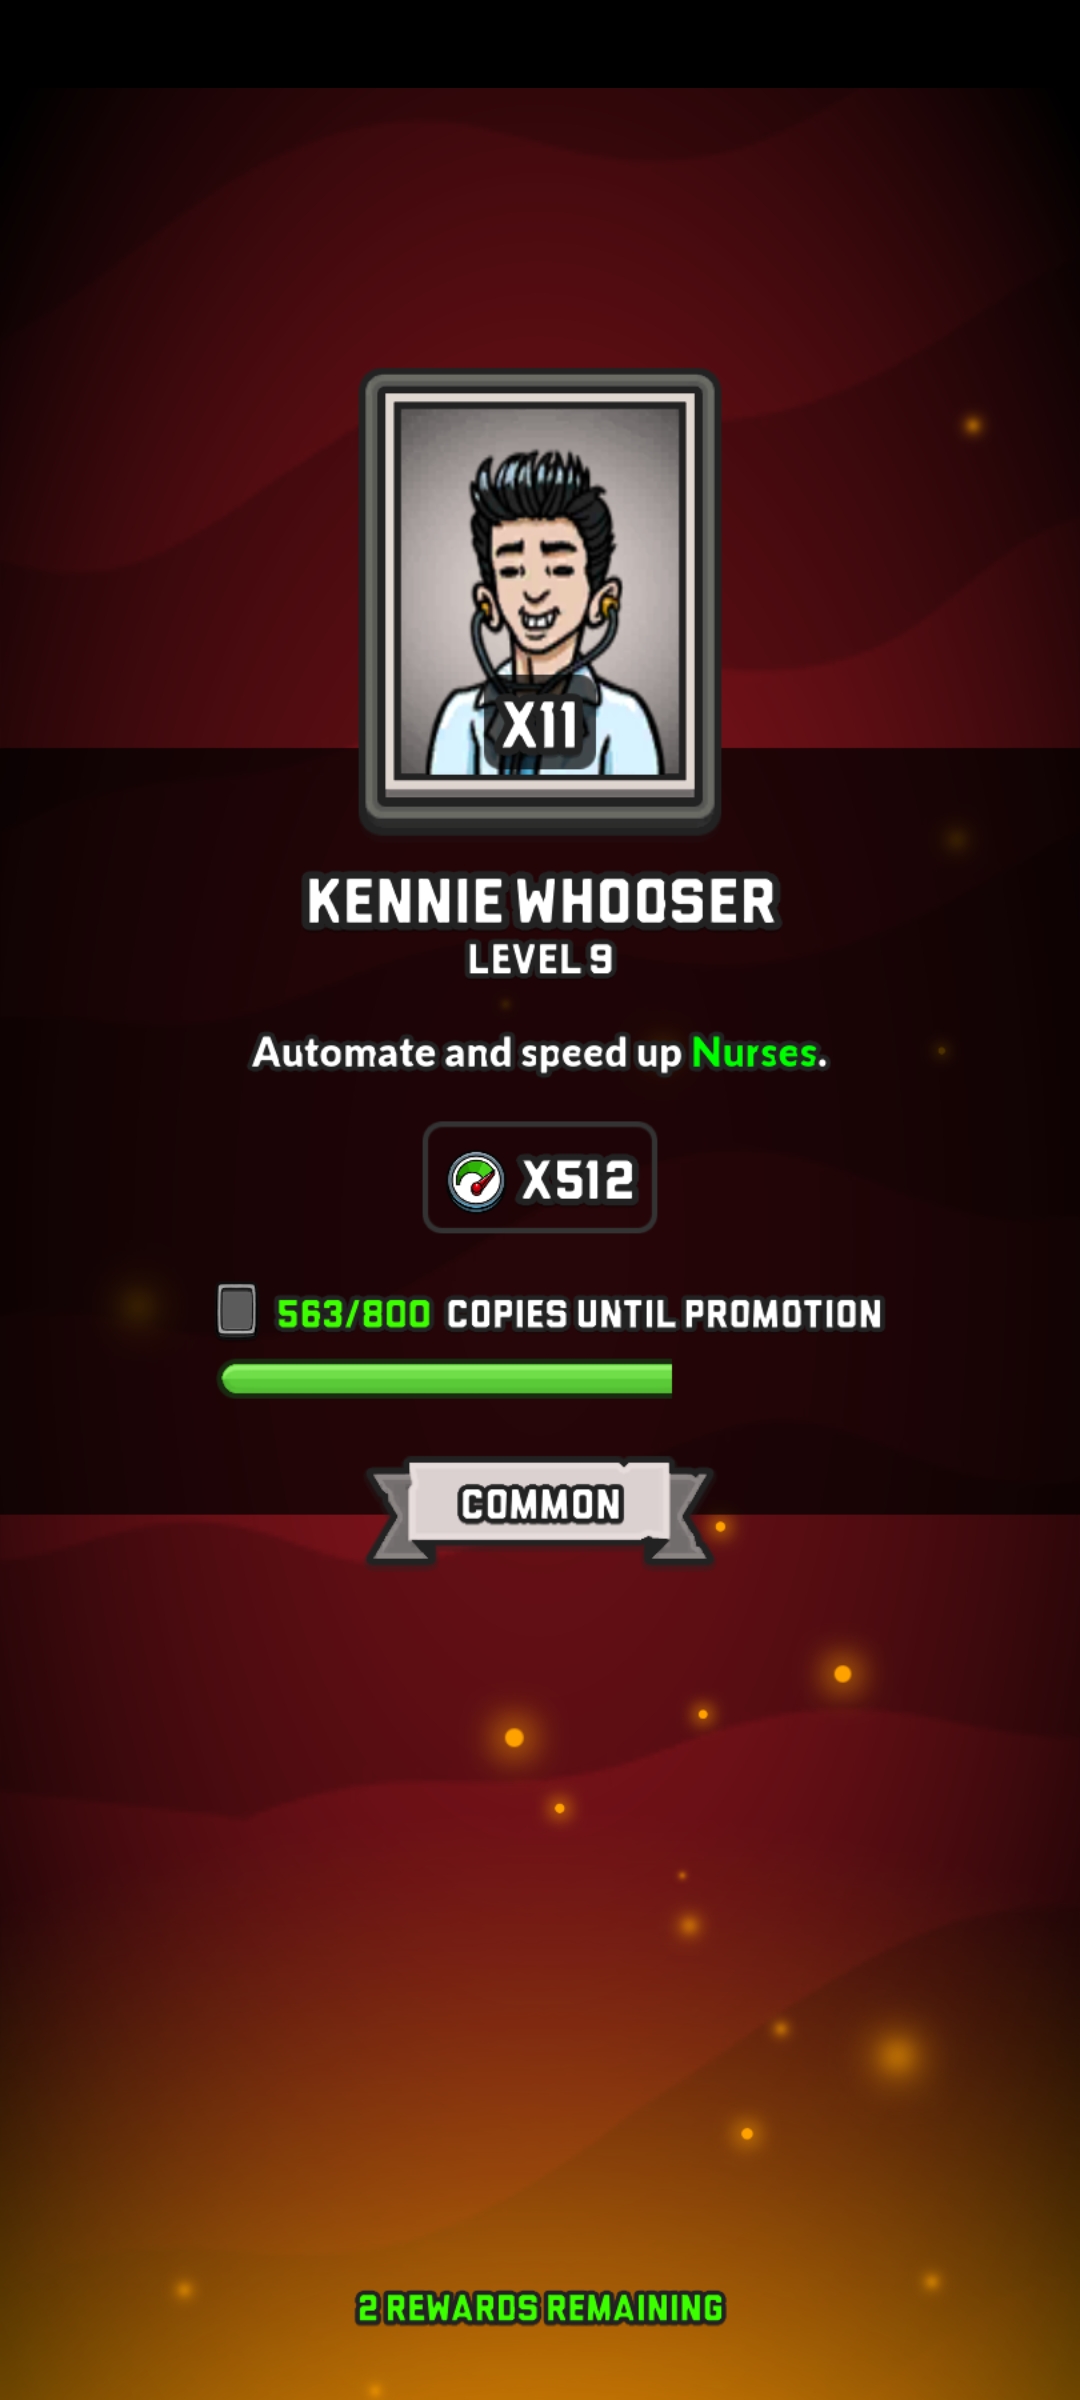 X11
KENNIE WHOOSER
LEVEL 9
Automate and speed up Nurses.
X512
563/800 COPIES UNTIL PROMOTION
COMMON
2 REWARDS REMAINING